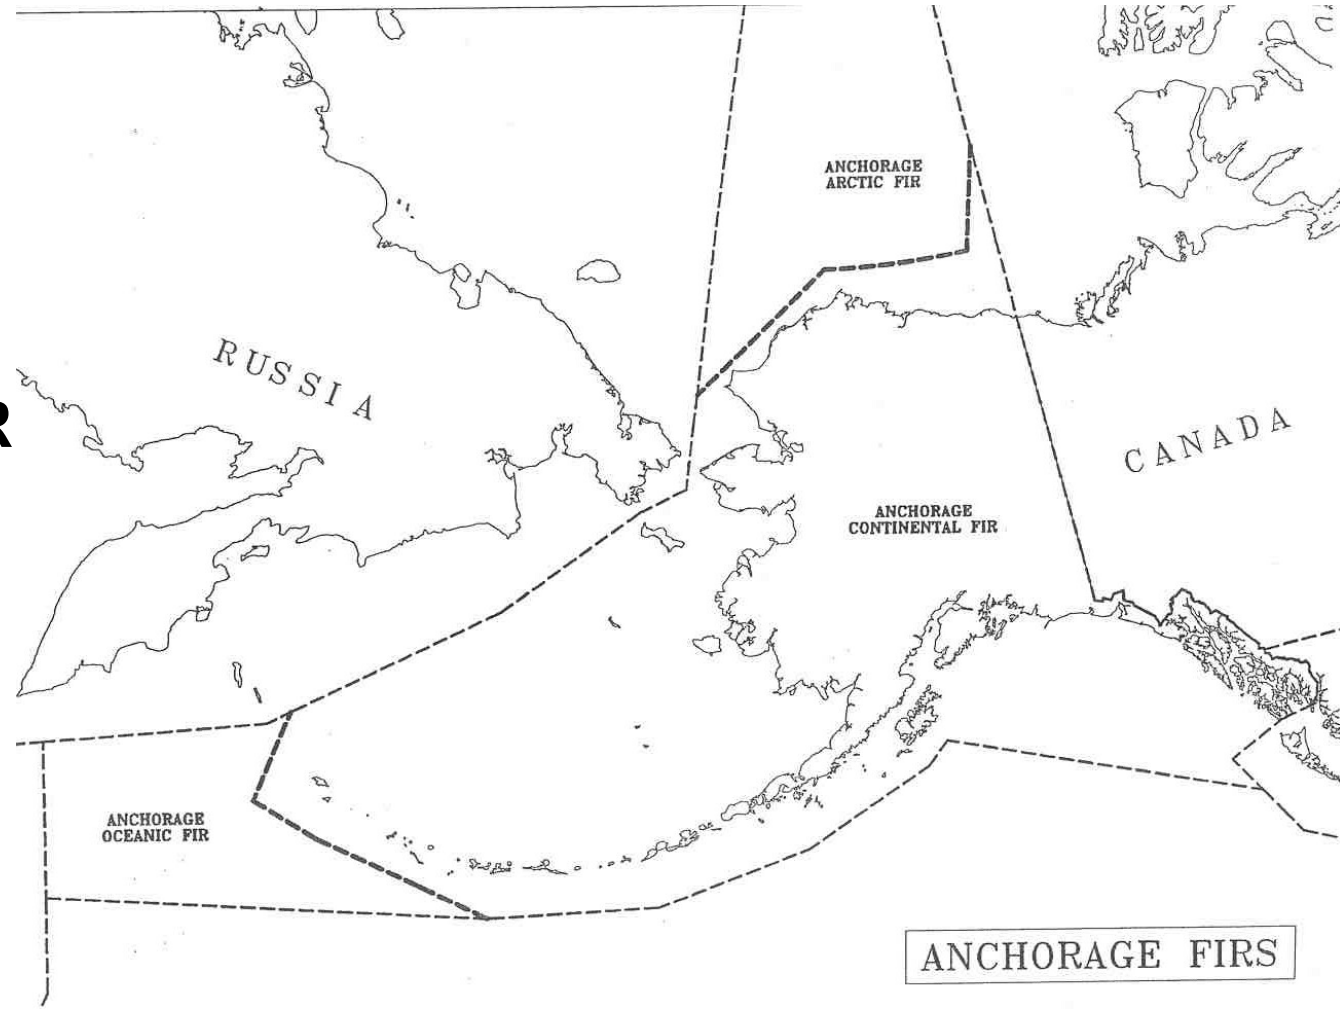 ANCHORAGE
ARCTIC FIR
RUSSIA
R
CANADA
ANCHORAGE
CONTINENTAL FIR
ANCHORAGE
OCEANIC FIR
ANCHORAGE FIRS